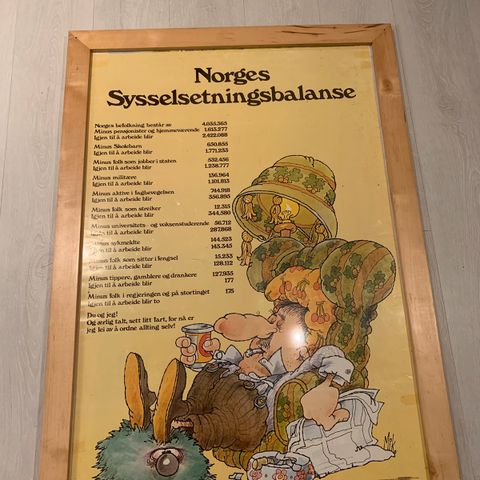 Norges
Sysselsetningsbalanse
Norges befolkning består av 4.035.365
Minus pensjonister og hjemmeværende 1.613.277
Igjen til å arbeide blir 2.422.088
Minus Skolebarn 650.855
Igjen til å arbeide blir 1.771.233
Minus folk som jobber i staten 532.456
Igjen til å arbeide blir 1.238.777
Minus militære 136.964
Igjen til å arbeide blir 1.101.813
Minus aktive i fagbevegelsen 744.918
Igjen til å arbeide blir 356.895
Minus folk som streiker 12.315
Igjen til å arbeide blir 344.580
Minus universitets- og voksenstuderende 56.712
Igjen til å arbeide blir 287.868
Minus sykmeldte 144.523
Igjen til å arbeide blir 143.345
Minus folk som sitter i fengsel 15.233
Igjen til å arbeide blir 128.112
Minus tippere, gamblere og drankere 127.935
Igjen til å arbeide blir 177
Minus folk i regjeringen og på stortinget 175
Igjen til å arbeide blir to
Du og jeg!
Og ærlig talt, sett litt fart, for nå er
jeg lei av å ordne allting selv!